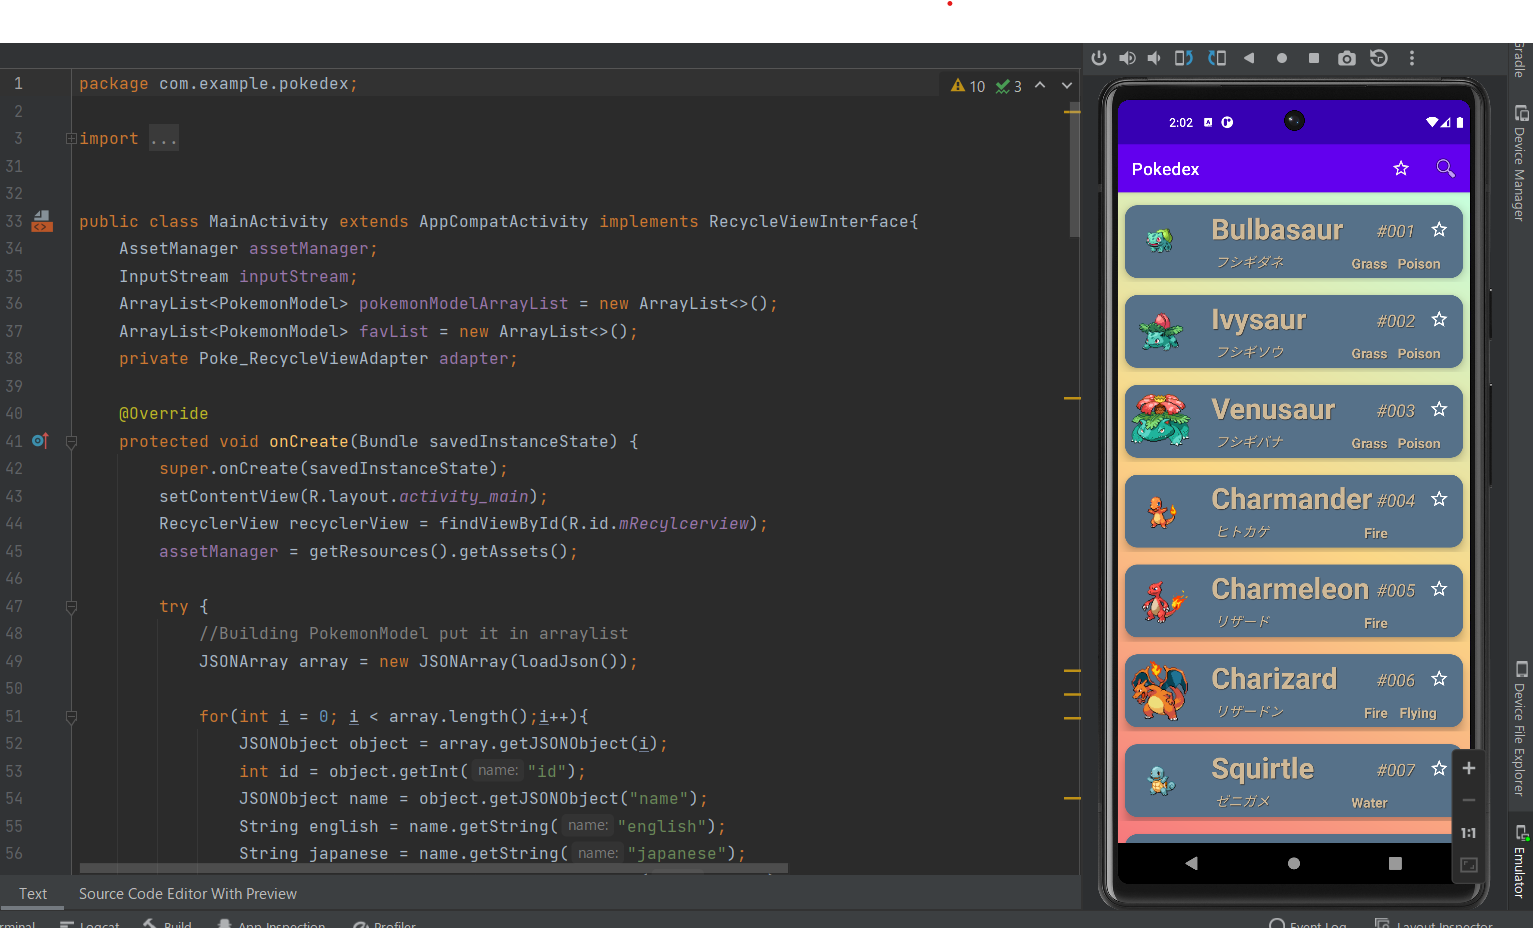 1 package com.example.pokedex;
10 3
2
3 import ...
31
32
33 public class MainActivity extends AppCompatActivity implements RecycleViewInterface{
34 AssetManager assetManager;
35 InputStream inputStream;
36 ArrayList<PokemonModel> pokemonModelArrayList = new ArrayList<>();
37 ArrayList<PokemonModel> favList = new ArrayList<>();
38 private Poke_RecycleViewAdapter adapter;
39
40 @Override
41 protected void onCreate(Bundle savedInstanceState) {
42 super.onCreate(savedInstanceState);
43 setContentView(R.layout.activity_main);
44 RecyclerView recyclerView = findViewById(R.id.mRecylcerview);
45 assetManager = getResources().getAssets();
46
47 try {
48 //Building PokemonModel put it in arraylist
49 JSONArray array = new JSONArray(loadJson());
50
51 for(int i = 0; i < array.length();i++){
52 JSONObject object = array.getJSONObject(i);
53 int id = object.getInt( name: "id");
54 JSONObject name = object.getJSONObject("name");
55 String english = name.getString( name: "english");
56 String japanese = name.getString( name: "japanese");
Text Source Code Editor With Preview
Logcat Build App Inspection Profiler
2:02
Pokedex
Bulbasaur #001
フシギダネ Grass Poison
Ivysaur #002
フシギソウ Grass Poison
Venusaur #003
フシギバナ Grass Poison
Charmander #004
ヒトカゲ Fire
Charmeleon #005
リザード Fire
Charizard #006
リザードン Fire Flying
Squirtle #007
ゼニガメ Water
1:1
Gradle
Device Manager
Device File Explorer
Emulator
Event Log Layout Inspector